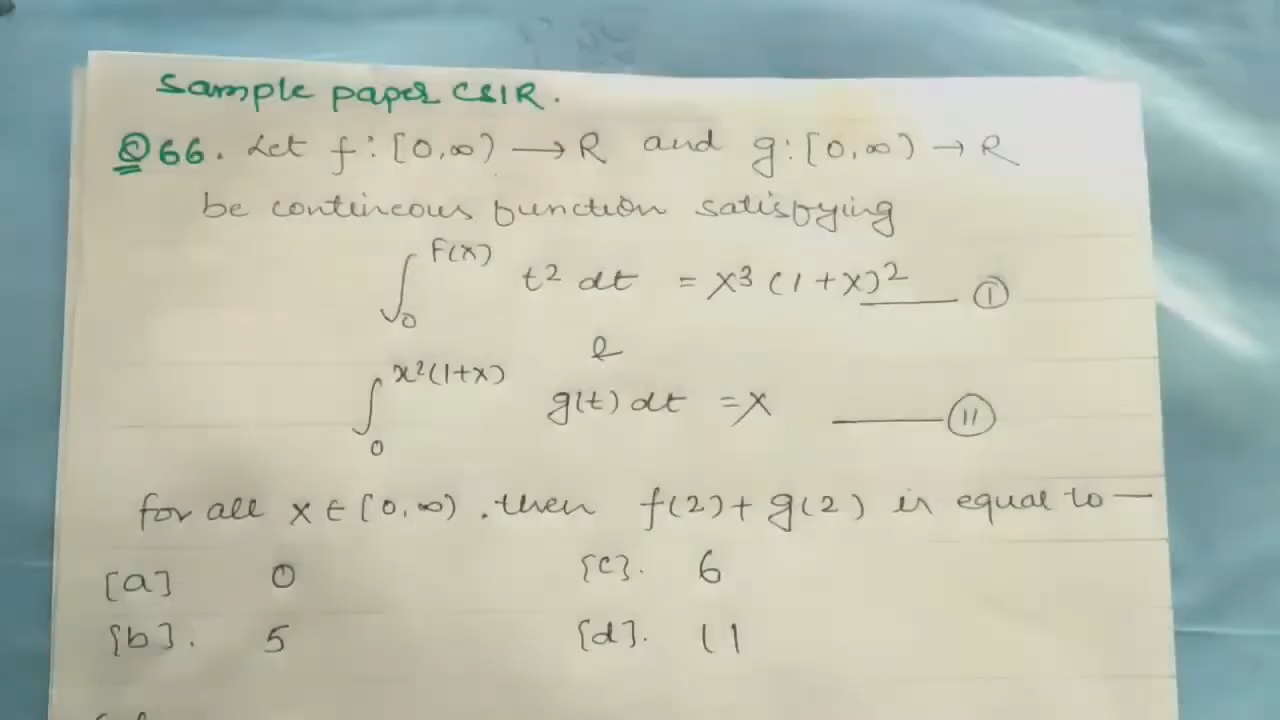 Sample paper CSIR.
Q66. Let f:[0,∞) → R and g:[0,∞) → R
be contineous function satisfying
∫₀^F(x) t² dt = x³(1+x)² —— Ⓘ
&
∫₀^x²(1+x) g(t) dt = x —— (II)
for all x ∈ [0,∞). then f(2)+g(2) is equal to —
[a] 0 [c]. 6
[b]. 5 [d]. 11